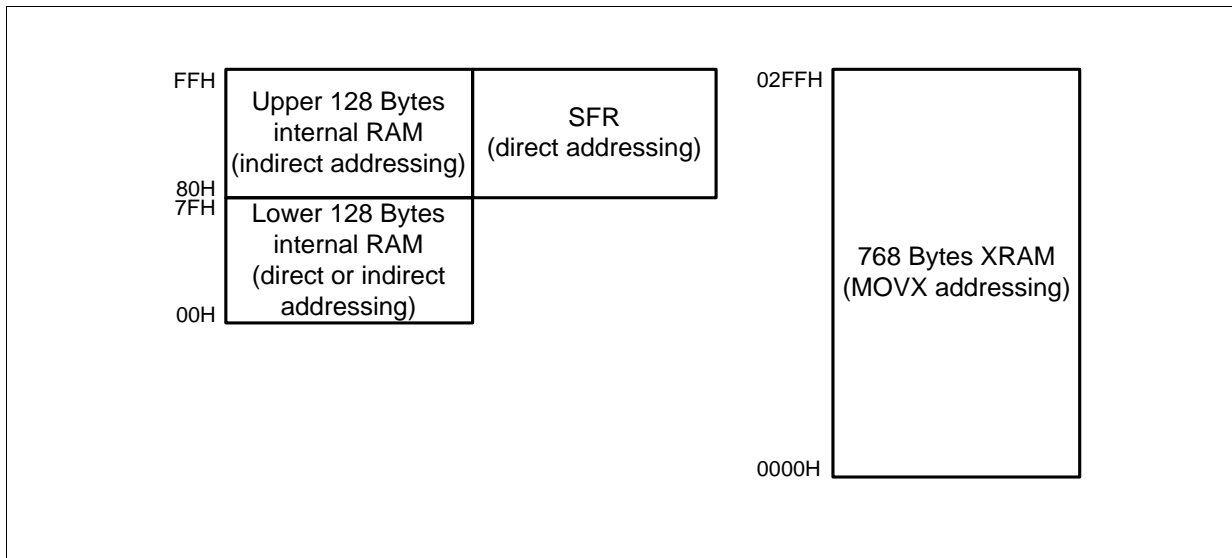 FFH
Upper 128 Bytes
internal RAM
(indirect addressing)
SFR
(direct addressing)
80H
7FH
Lower 128 Bytes
internal RAM
(direct or indirect
addressing)
00H
02FFH
768 Bytes XRAM
(MOVX addressing)
0000H